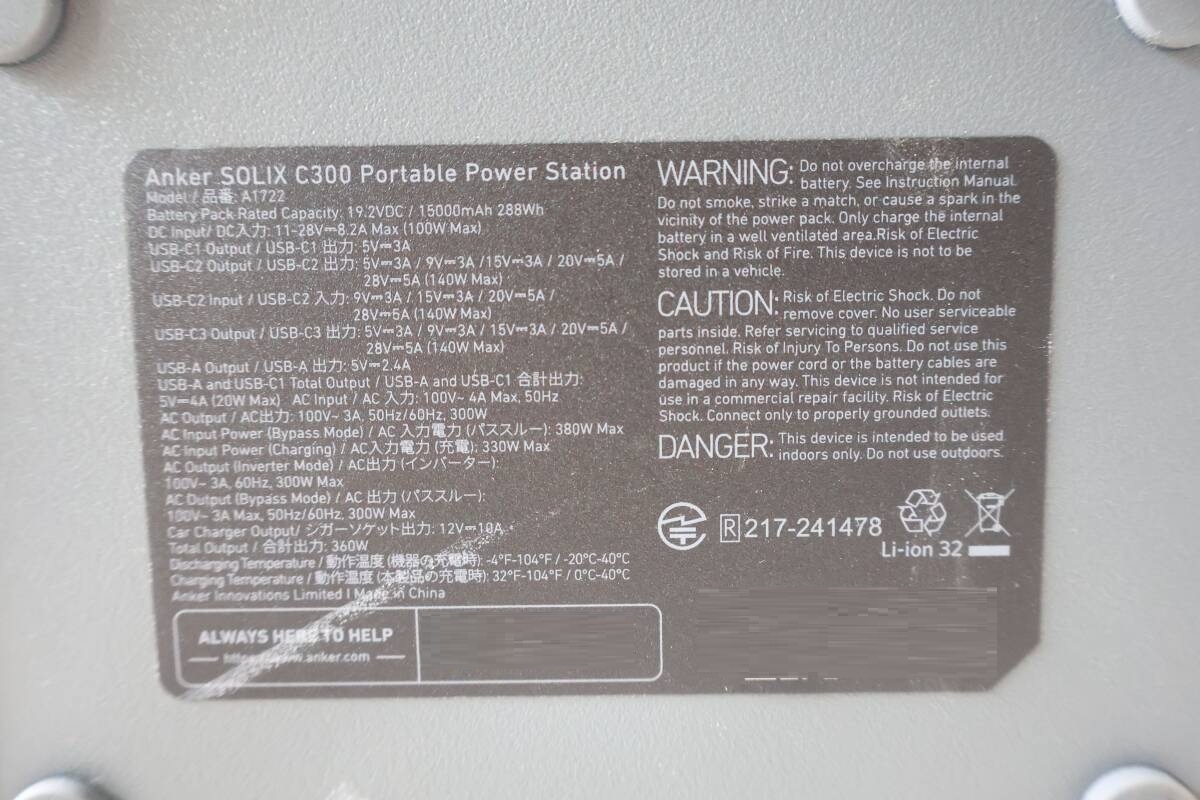 Anker SOLIX C300 Portable Power Station
Model / 品番: A1722
Battery Pack Rated Capacity: 19.2VDC / 15000mAh 288Wh
DC Input/ DC入力: 11-28V⎓8.2A Max (100W Max)
USB-C1 Output / USB-C1 出力: 5V⎓3A
USB-C2 Output / USB-C2 出力: 5V⎓3A / 9V⎓3A /15V⎓3A / 20V⎓5A /
28V⎓5A (140W Max)
USB-C2 Input / USB-C2 入力: 9V⎓3A / 15V⎓3A / 20V⎓5A /
28V⎓5A (140W Max)
USB-C3 Output / USB-C3 出力: 5V⎓3A / 9V⎓3A / 15V⎓3A / 20V⎓5A /
28V⎓5A (140W Max)
USB-A Output / USB-A 出力: 5V⎓2.4A
USB-A and USB-C1 Total Output / USB-A and USB-C1 合計出力:
5V⎓4A (20W Max) AC Input / AC 入力: 100V~ 4A Max, 50Hz
AC Output / AC出力: 100V~ 3A, 50Hz/60Hz, 300W
AC Input Power (Bypass Mode) / AC 入力電力 (パススルー): 380W Max
AC Input Power (Charging) / AC入力電力 (充電): 330W Max
AC Output (Inverter Mode) / AC出力 (インバーター):
100V~ 3A, 60Hz, 300W Max
AC Output (Bypass Mode) / AC 出力 (パススルー):
100V~ 3A Max, 50Hz/60Hz, 300W Max
Car Charger Output/ シガーソケット出力: 12V⎓10A
Total Output / 合計出力: 360W
Discharging Temperature / 動作温度 (機器の充電時): -4°F-104°F / -20°C-40°C
Charging Temperature / 動作温度 (本製品の充電時): 32°F-104°F / 0°C-40°C
Anker Innovations Limited I Made in China
ALWAYS HERE TO HELP
https://www.anker.com
WARNING: Do not overcharge the internal
battery. See Instruction Manual.
Do not smoke, strike a match, or cause a spark in the
vicinity of the power pack. Only charge the internal
battery in a well ventilated area.Risk of Electric
Shock and Risk of Fire. This device is not to be
stored in a vehicle.
CAUTION: Risk of Electric Shock. Do not
remove cover. No user serviceable
parts inside. Refer servicing to qualified service
personnel. Risk of Injury To Persons. Do not use this
product if the power cord or the battery cables are
damaged in any way. This device is not intended for
use in a commercial repair facility. Risk of Electric
Shock. Connect only to properly grounded outlets.
DANGER: This device is intended to be used
indoors only. Do not use outdoors.
R 217-241478
Li-ion 32